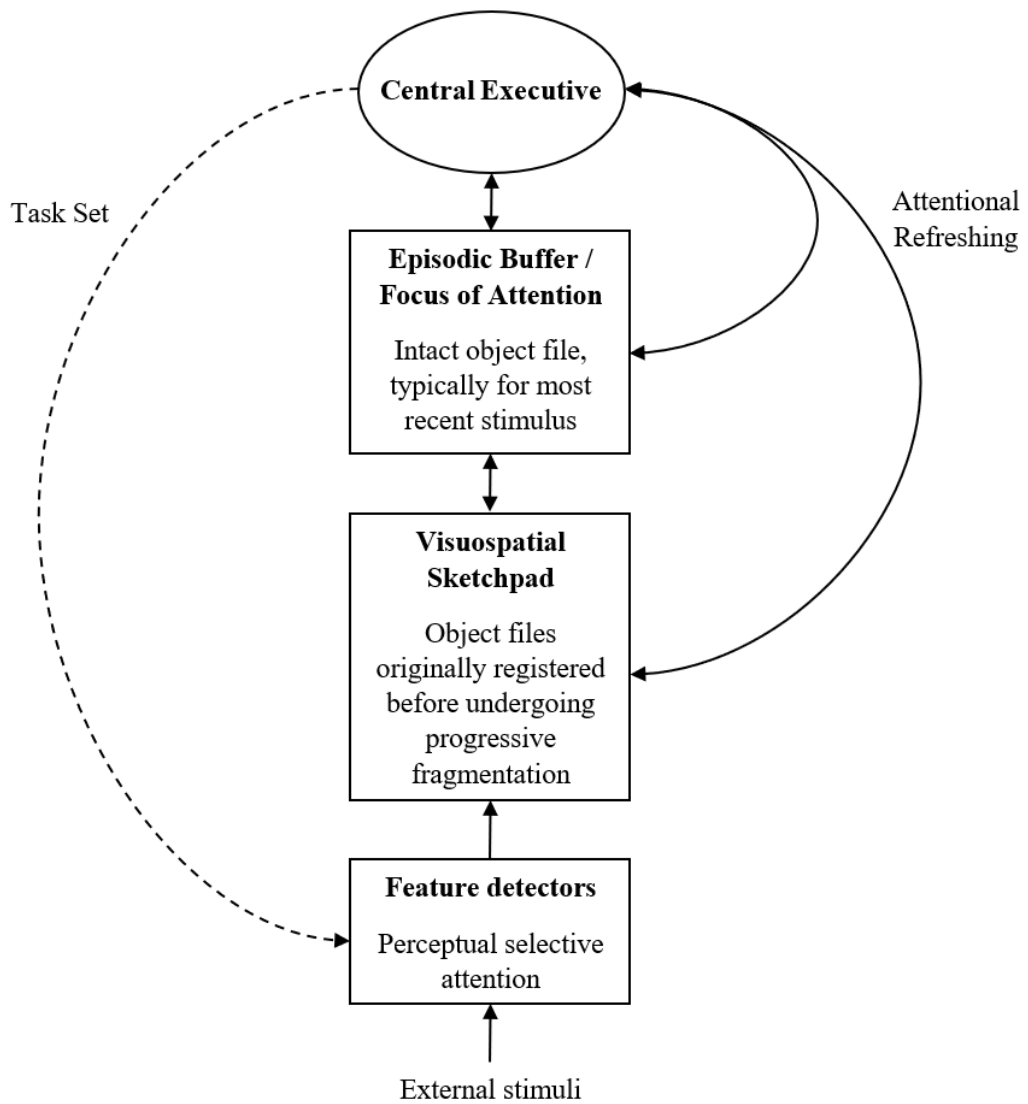 Central Executive
Task Set
Attentional
Refreshing
Episodic Buffer /
Focus of Attention
Intact object file,
typically for most
recent stimulus
Visuospatial
Sketchpad
Object files
originally registered
before undergoing
progressive
fragmentation
Feature detectors
Perceptual selective
attention
External stimuli